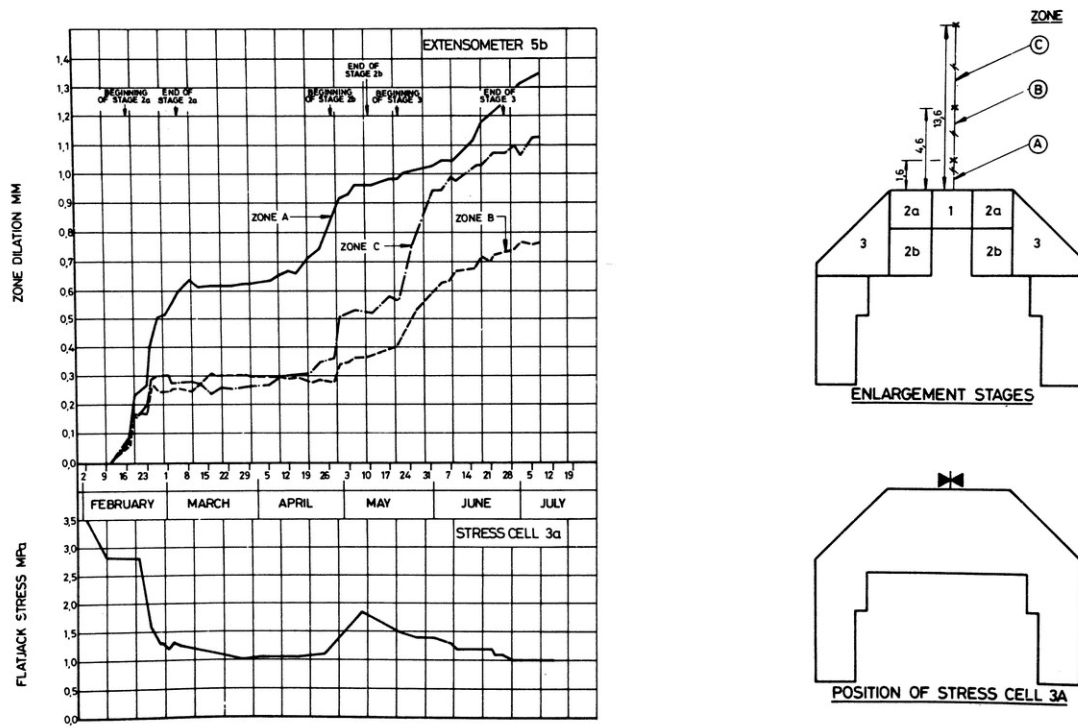 EXTENSOMETER 5b
ZONE DILATION MM
1,4
1,3
1,2
1,1
1,0
0,9
0,8
0,7
0,6
0,5
0,4
0,3
0,2
0,1
0,0
BEGINNING
OF STAGE 2a
END OF
STAGE 2a
BEGINNING
OF STAGE 2b
END OF
STAGE 2b
BEGINNING
OF STAGE 3
END OF
STAGE 3
ZONE A
ZONE C
ZONE B
2 9 16 23 1 8 15 22 29 5 12 19 26 3 10 17 24 31 7 14 21 28 5 12 19
FEBRUARY MARCH APRIL MAY JUNE JULY
STRESS CELL 3a
FLATJACK STRESS MPa
3,5
3,0
2,5
2,0
1,5
1,0
0,5
0,0
ZONE
C
B
A
13,6
4,6
1,6
2a 1 2a
3 2b 2b 3
ENLARGEMENT STAGES
POSITION OF STRESS CELL 3A